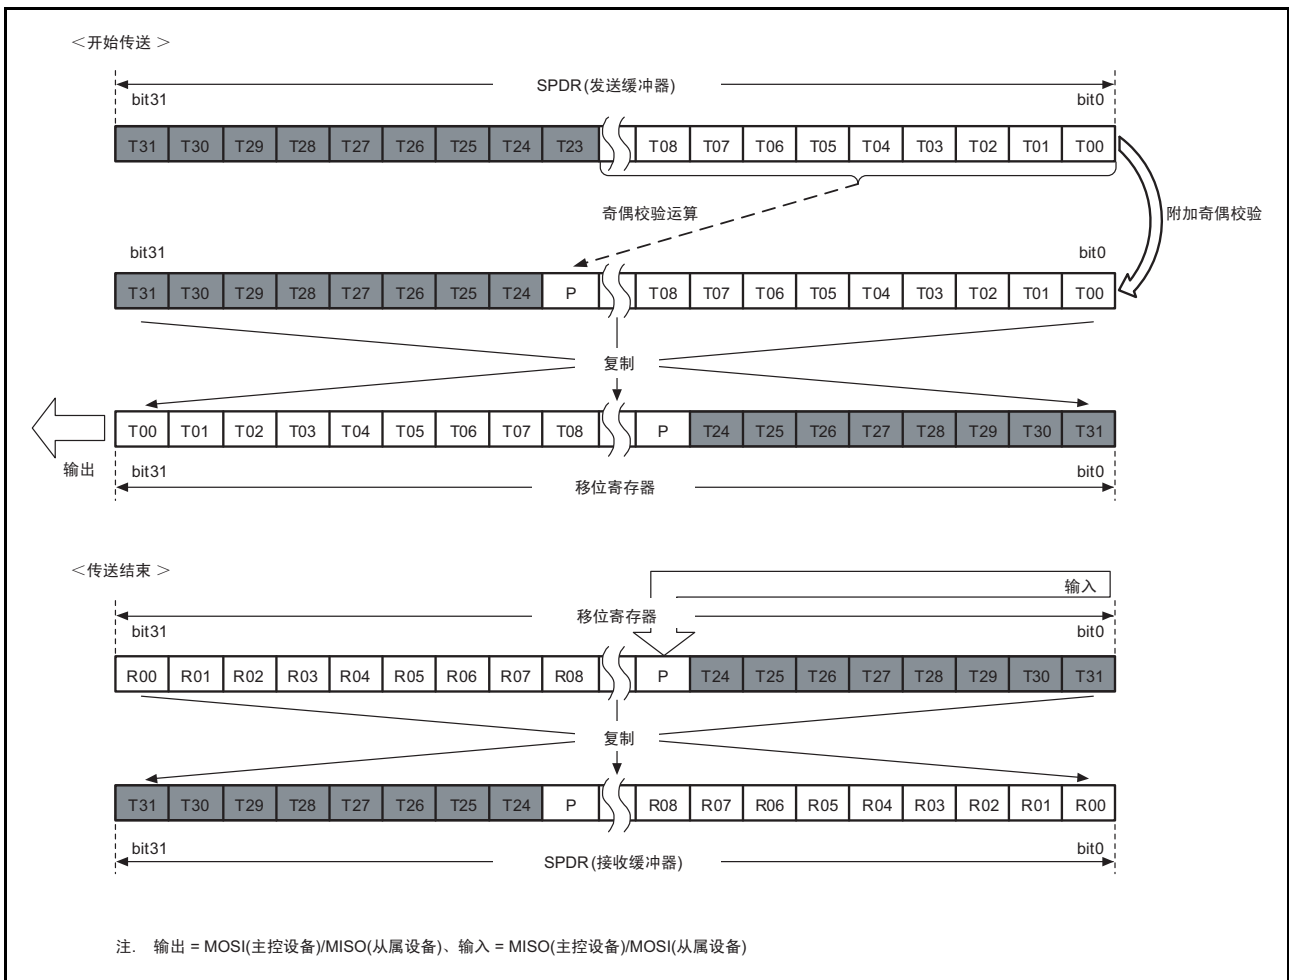 ＜开始传送＞
SPDR(发送缓冲器)
bit31 bit0
T31 T30 T29 T28 T27 T26 T25 T24 T23 T08 T07 T06 T05 T04 T03 T02 T01 T00
奇偶校验运算 附加奇偶校验
bit31 bit0
T31 T30 T29 T28 T27 T26 T25 T24 P T08 T07 T06 T05 T04 T03 T02 T01 T00
复制
T00 T01 T02 T03 T04 T05 T06 T07 T08 P T24 T25 T26 T27 T28 T29 T30 T31
输出 bit31 bit0
移位寄存器
＜传送结束＞
输入
移位寄存器
bit31 bit0
R00 R01 R02 R03 R04 R05 R06 R07 R08 P T24 T25 T26 T27 T28 T29 T30 T31
复制
T31 T30 T29 T28 T27 T26 T25 T24 P R08 R07 R06 R05 R04 R03 R02 R01 R00
bit31 bit0
SPDR(接收缓冲器)
注. 输出 = MOSI(主控设备)/MISO(从属设备)、输入 = MISO(主控设备)/MOSI(从属设备)